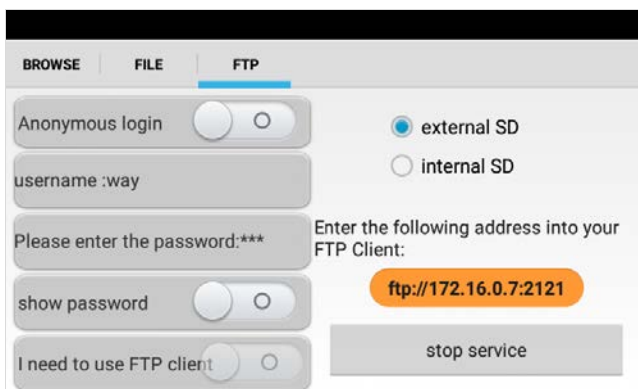 BROWSE FILE FTP
Anonymous login
username :way
Please enter the password:***
show password
I need to use FTP client
external SD
internal SD
Enter the following address into your
FTP Client:
ftp://172.16.0.7:2121
stop service